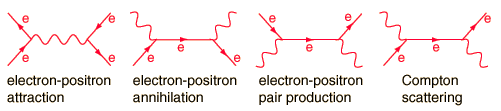 e e e e e e
e e e e e e
e e e e
electron-positron attraction
electron-positron annihilation
electron-positron pair production
Compton scattering